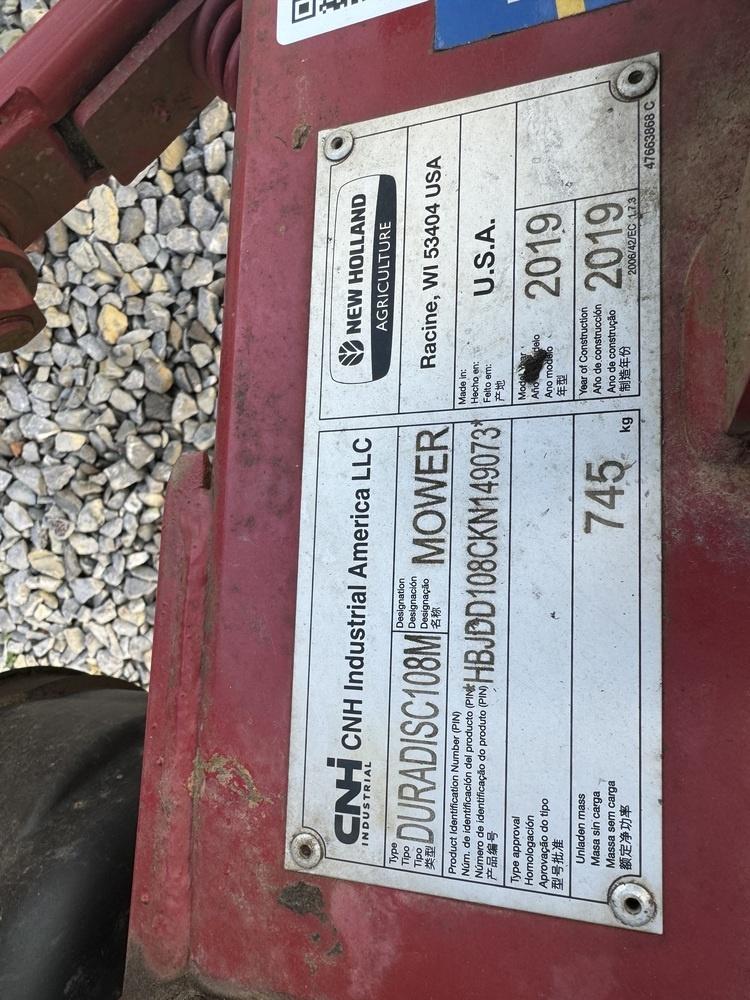 CNH INDUSTRIAL CNH Industrial America LLC
Type
Tipo
Tipo
类型
DURADISC108M
Designation
Designación
Designação
名称
MOWER
Product Identification Number (PIN)
Núm. de identificación del producto (PIN)
Número de identificação do produto (PIN)
产品编号
*HBJDD108CKN149073*
Type approval
Homologación
Aprovação do tipo
型号批准
Unladen mass
Masa sin carga
Massa sem carga
额定净功率
745 kg
NEW HOLLAND
AGRICULTURE
Racine, WI 53404 USA
Made in:
Hecho en:
Feito em:
产地
U.S.A.
Año modelo
Ano modelo
年型
2019
Year of Construction
Año de construcción
Ano de construção
制造年份
2019
2006/42/EC 1.7.3
47663868 C